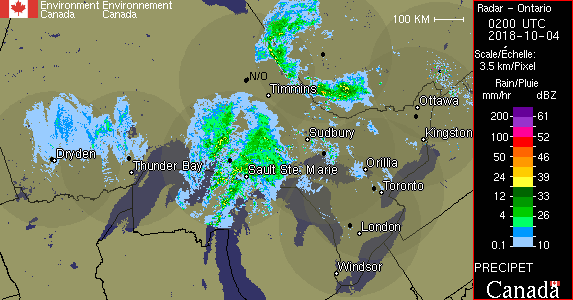 Environment Environnement
Canada Canada
100 KM
N/O
Timmins
Ottawa
Sudbury
Kingston
Dryden
Thunder Bay
Sault Ste. Marie
Orillia
Toronto
London
Windsor
Radar - Ontario
0200 UTC
2018-10-04
Scale/Échelle:
3.5 km/Pixel
Rain/Pluie
mm/hr dBZ
200 61
100 52
50 46
24 39
12 33
4 26
1 20
0.1 10
PRECIPET
Canada